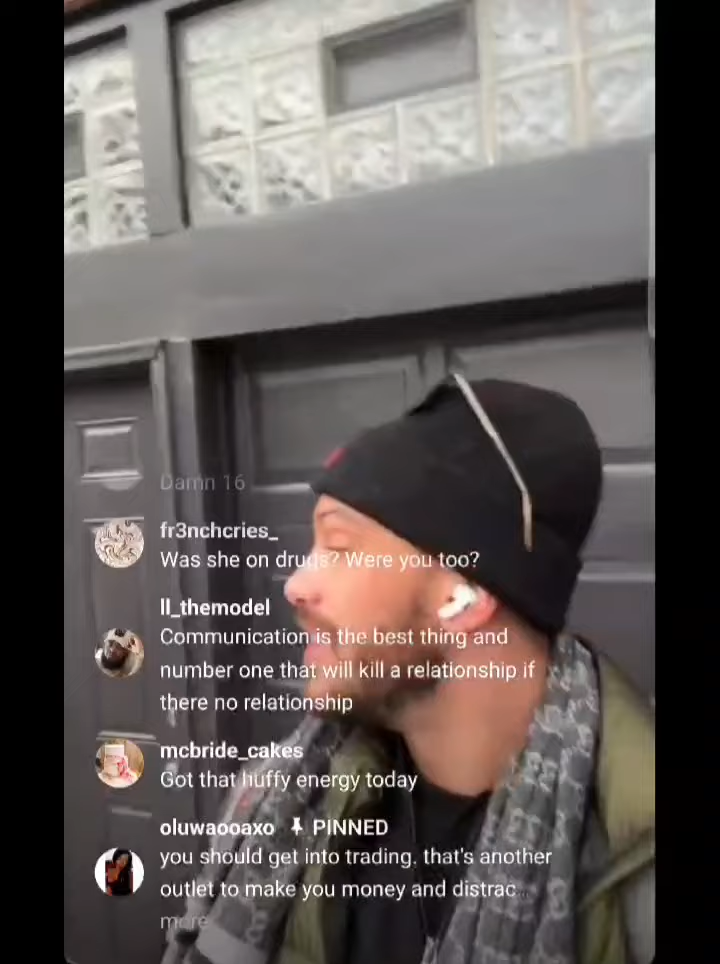 Damn 16
fr3nchcries_
Was she on drugs? Were you too?
ll_themodel
Communication is the best thing and
number one that will kill a relationship if
there no relationship
mcbride_cakes
Got that huffy energy today
oluwaooaxo PINNED
you should get into trading. that's another
outlet to make you money and distrac...
more